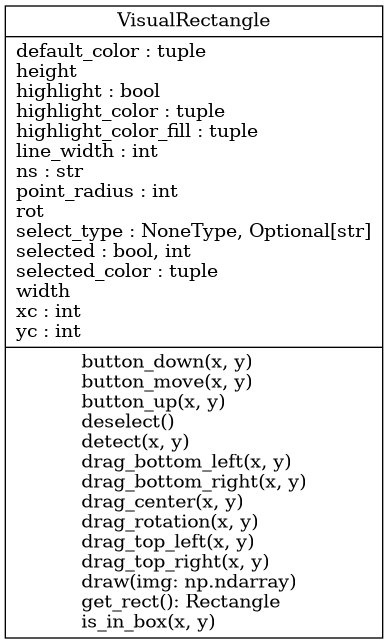 VisualRectangle
default_color : tuple
height
highlight : bool
highlight_color : tuple
highlight_color_fill : tuple
line_width : int
ns : str
point_radius : int
rot
select_type : NoneType, Optional[str]
selected : bool, int
selected_color : tuple
width
xc : int
yc : int
button_down(x, y)
button_move(x, y)
button_up(x, y)
deselect()
detect(x, y)
drag_bottom_left(x, y)
drag_bottom_right(x, y)
drag_center(x, y)
drag_rotation(x, y)
drag_top_left(x, y)
drag_top_right(x, y)
draw(img: np.ndarray)
get_rect(): Rectangle
is_in_box(x, y)